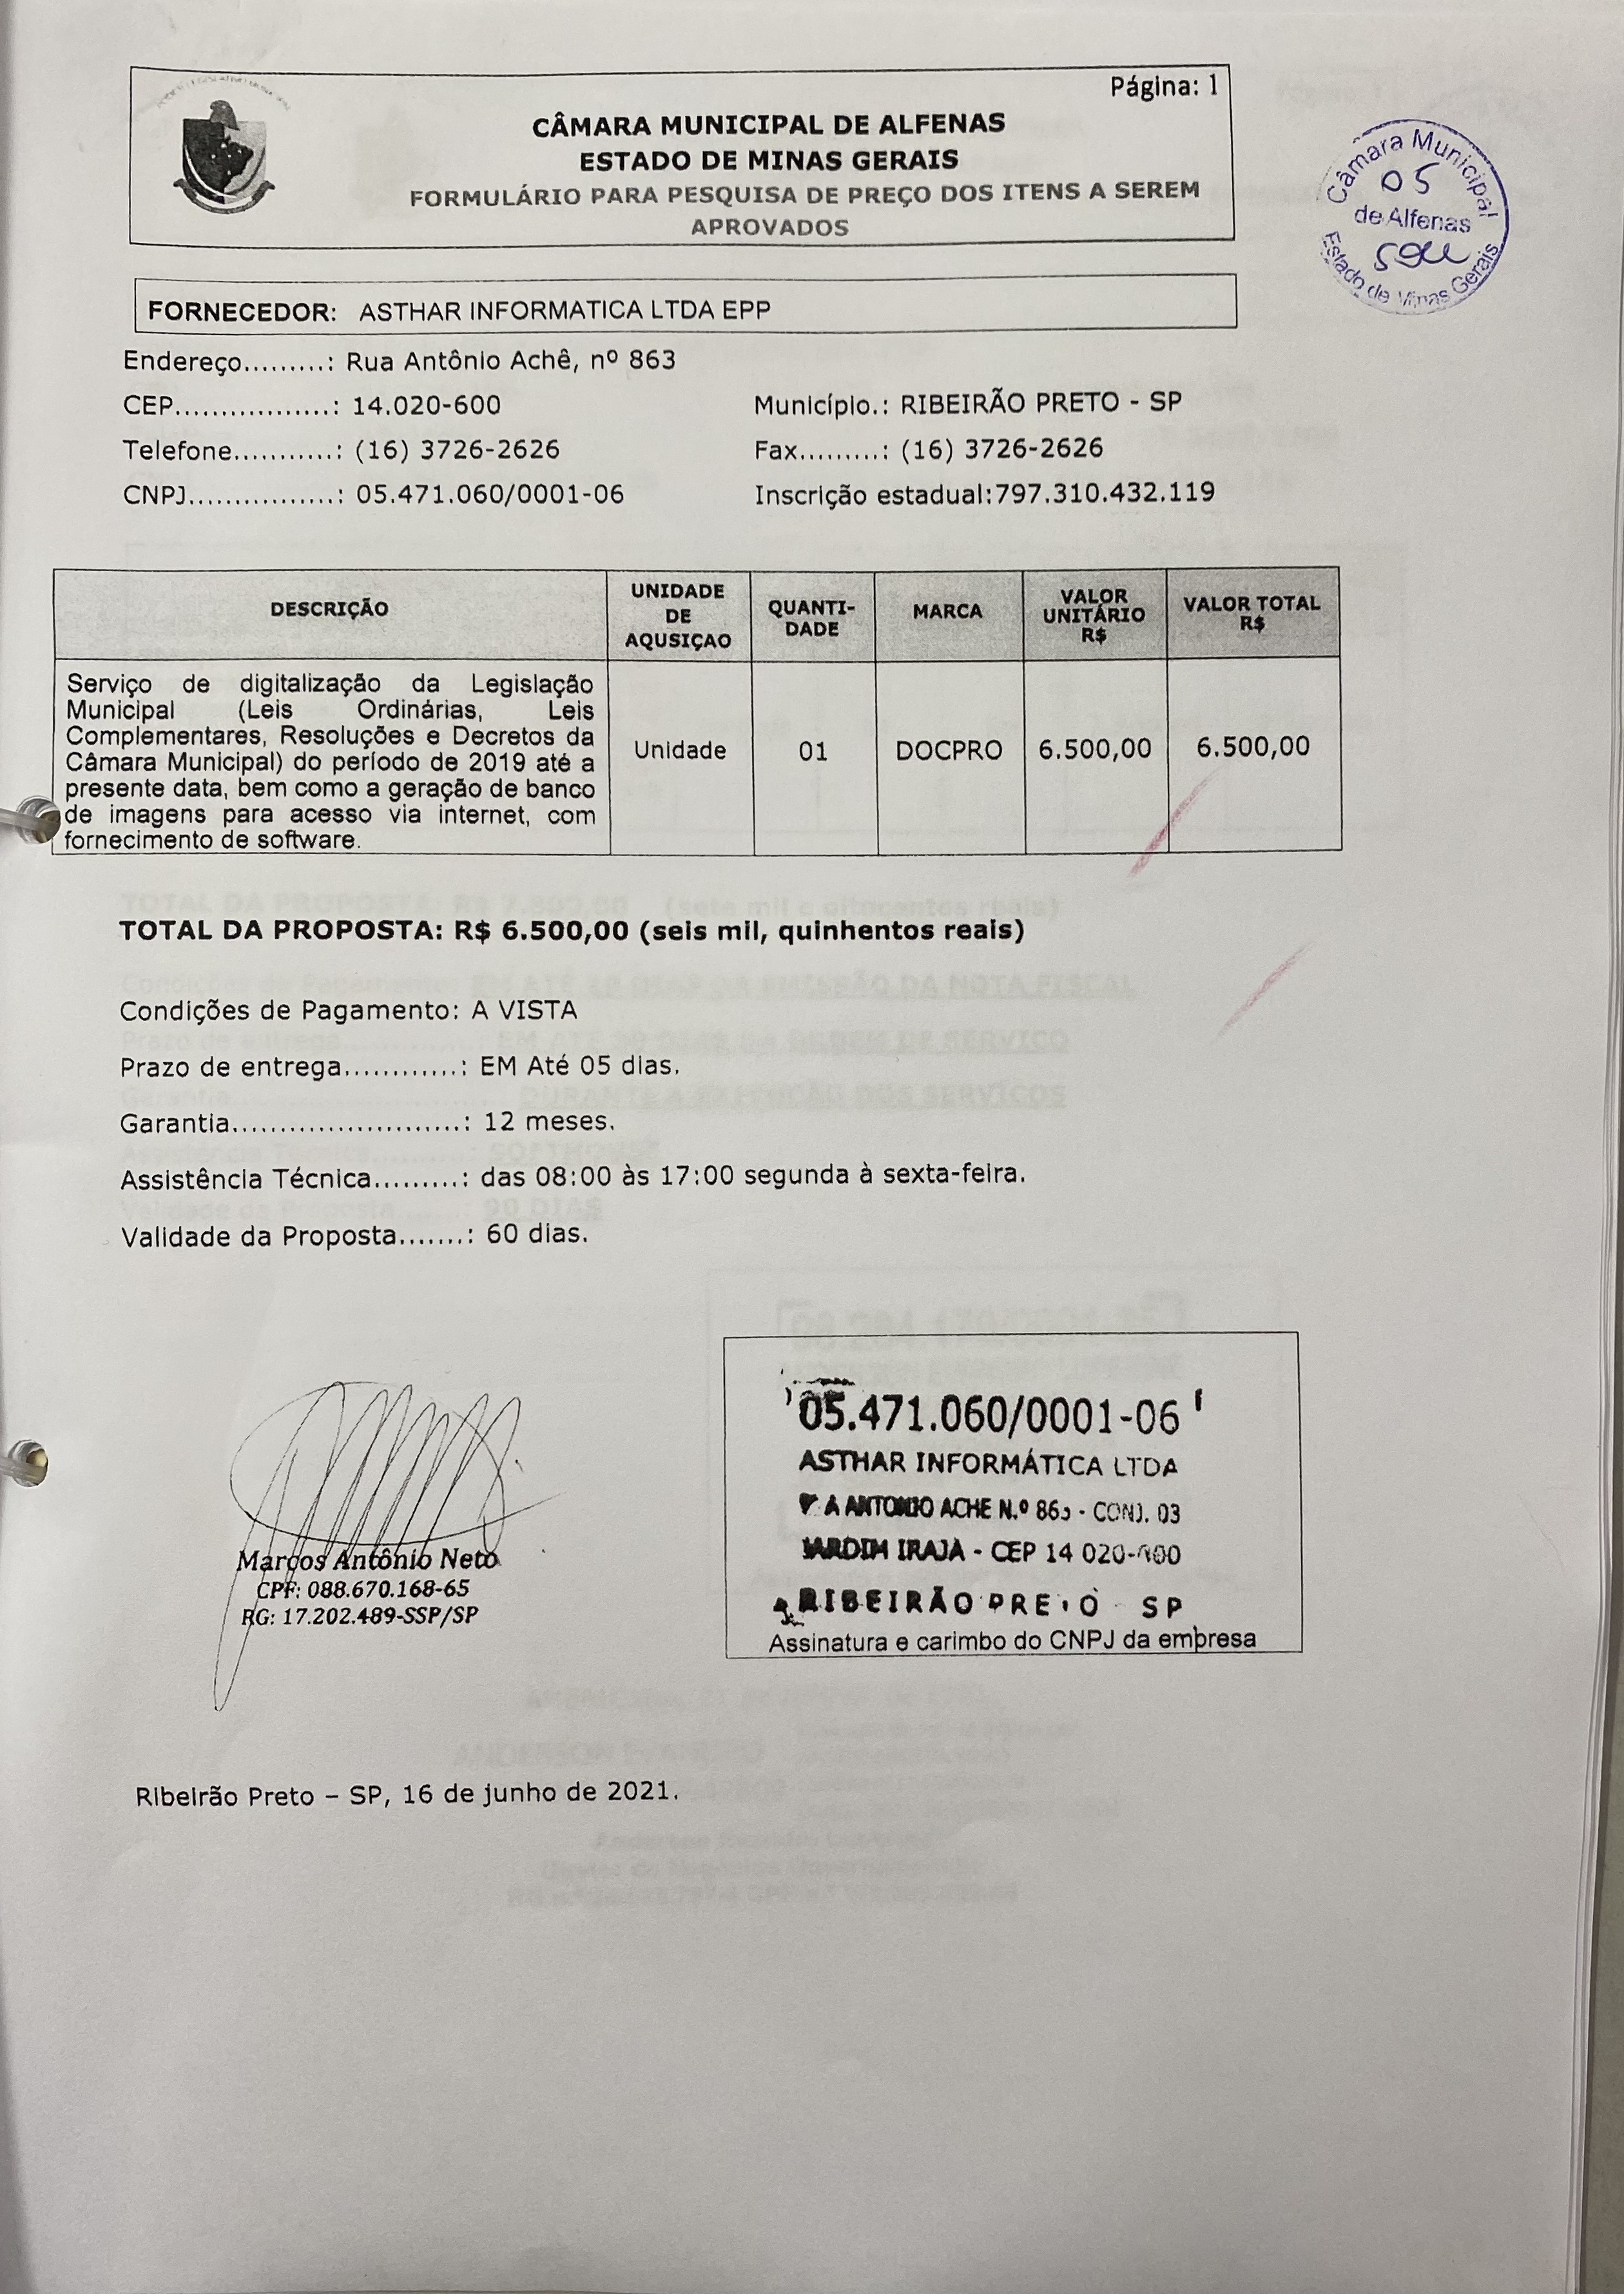 Página: 1
CÂMARA MUNICIPAL DE ALFENAS
ESTADO DE MINAS GERAIS
FORMULÁRIO PARA PESQUISA DE PREÇO DOS ITENS A SEREM
APROVADOS
Câmara Municipal
05
de Alfenas
Estado de Minas Gerais
FORNECEDOR: ASTHAR INFORMATICA LTDA EPP
Endereço.........: Rua Antônio Achê, nº 863
CEP.................: 14.020-600 Município.: RIBEIRÃO PRETO - SP
Telefone...........: (16) 3726-2626 Fax.........: (16) 3726-2626
CNPJ................: 05.471.060/0001-06 Inscrição estadual:797.310.432.119
DESCRIÇÃO
UNIDADE
DE
AQUSIÇAO
QUANTI-
DADE
MARCA
VALOR
UNITÁRIO
R$
VALOR TOTAL
R$
Serviço de digitalização da Legislação
Municipal (Leis Ordinárias, Leis
Complementares, Resoluções e Decretos da
Câmara Municipal) do período de 2019 até a
presente data, bem como a geração de banco
de imagens para acesso via internet, com
fornecimento de software.
Unidade
01
DOCPRO
6.500,00
6.500,00
TOTAL DA PROPOSTA: R$ 6.500,00 (seis mil, quinhentos reais)
Condições de Pagamento: A VISTA
Prazo de entrega............: EM Até 05 dias.
Garantia........................: 12 meses.
Assistência Técnica.........: das 08:00 às 17:00 segunda à sexta-feira.
Validade da Proposta.......: 60 dias.
05.471.060/0001-06
ASTHAR INFORMÁTICA LTDA
A ANTONIO ACHE N.º 863 - CONJ. 03
JARDIM IRAJÁ - CEP 14 020-600
RIBEIRÃO PRETO SP
Assinatura e carimbo do CNPJ da empresa
Marcos Antônio Neto
CPF: 088.670.168-65
RG: 17.202.489-SSP/SP
Ribeirão Preto – SP, 16 de junho de 2021.